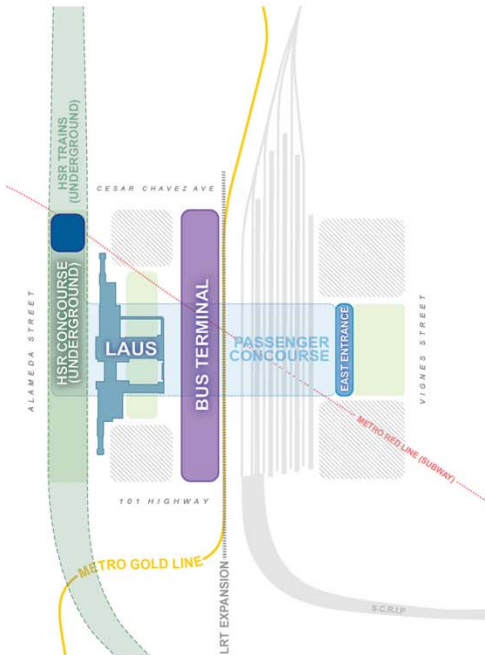 HSR TRAINS
(UNDERGROUND)
CESAR CHAVEZ AVE
HSR CONCOURSE
(UNDERGROUND)
ALAMEDA STREET
LAUS
BUS TERMINAL
PASSENGER
CONCOURSE
EAST ENTRANCE
VIGNES STREET
METRO RED LINE (SUBWAY)
101 HIGHWAY
METRO GOLD LINE
LRT EXPANSION
S.C.R.I.P